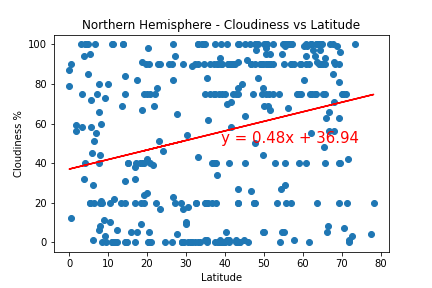 Northern Hemisphere - Cloudiness vs Latitude
100
80
60
40
20
0
Cloudiness %
y = 0.48x + 36.94
0 10 20 30 40 50 60 70 80
Latitude